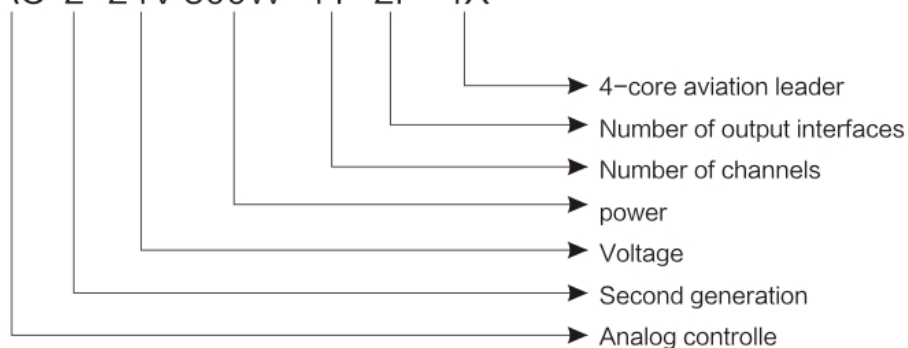 4-core aviation leader
Number of output interfaces
Number of channels
power
Voltage
Second generation
Analog controlle